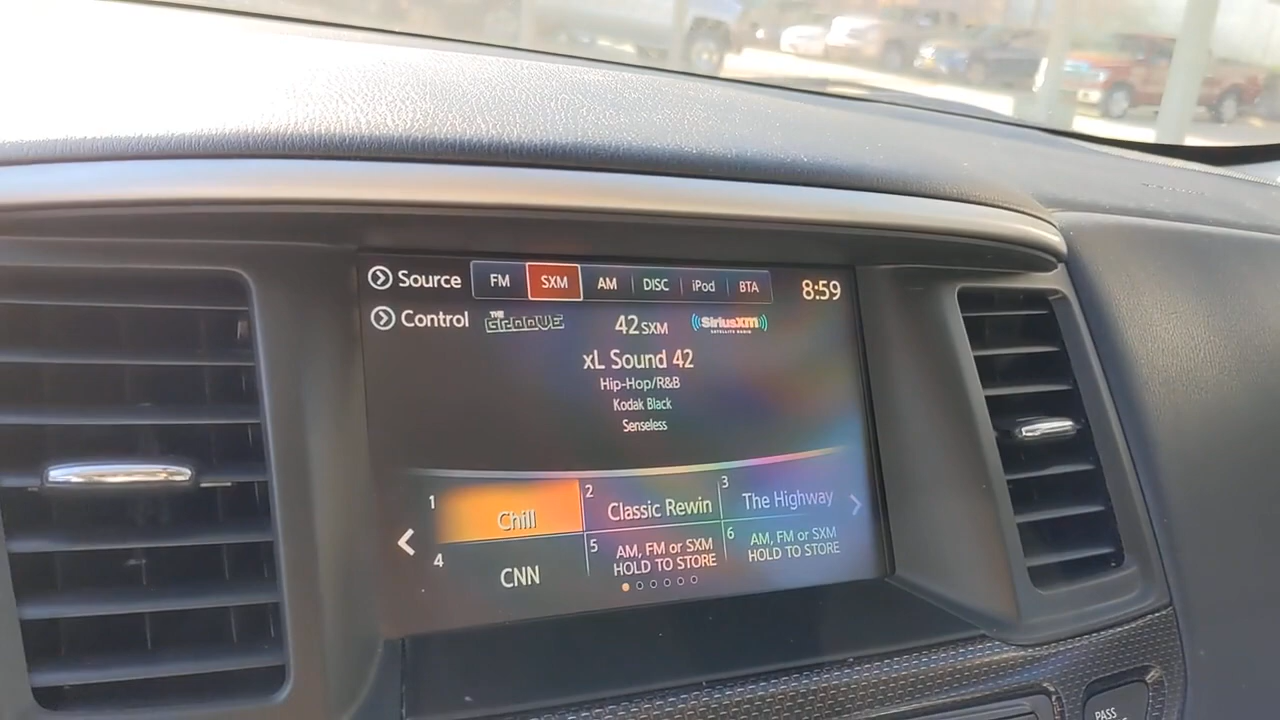 Source FM SXM AM DISC iPod BTA 8:59
Control THE GROOVE 42 SXM SiriusXM
SATELLITE RADIO
xL Sound 42
Hip-Hop/R&B
Kodak Black
Senseless
1 Chill 2 Classic Rewin 3 The Highway
4 CNN 5 AM, FM or SXM HOLD TO STORE 6 AM, FM or SXM HOLD TO STORE
PASS